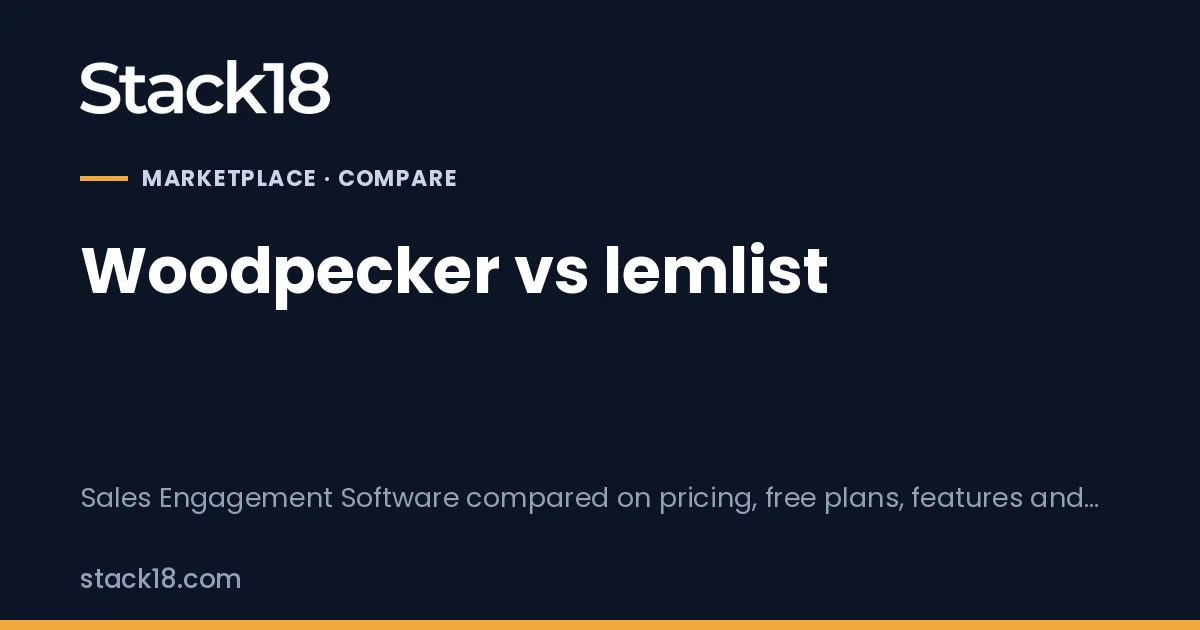 Stack18
MARKETPLACE · COMPARE
Woodpecker vs lemlist
Sales Engagement Software compared on pricing, free plans, features and...
stack18.com